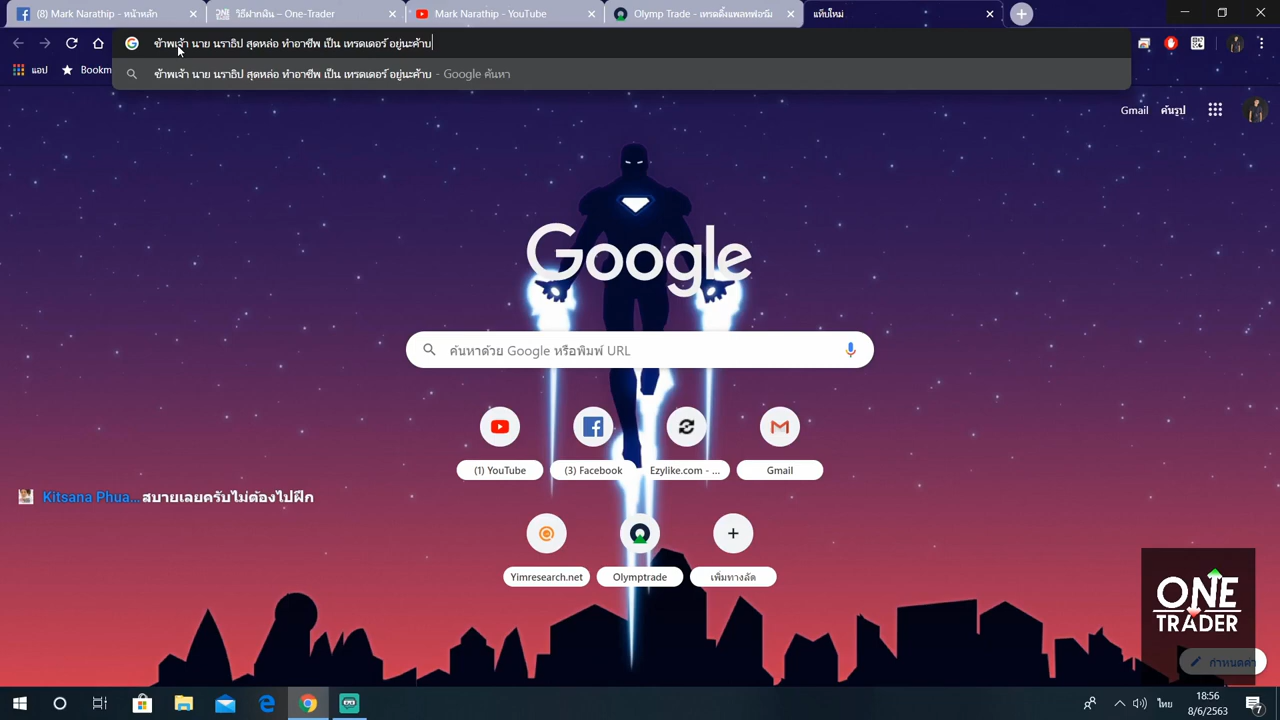 (8) Mark Narathip - หน้าหลัก
วิธีฝากเงิน – One-Trader
Mark Narathip - YouTube
Olymp Trade - เทรดดิ้งแพลทฟอร์ม
แท็บใหม่
ข้าพเจ้า นาย นราธิป สุดหล่อ ทำอาชีพ เป็น เทรดเดอร์ อยู่นะค้าบ
ข้าพเจ้า นาย นราธิป สุดหล่อ ทำอาชีพ เป็น เทรดเดอร์ อยู่นะค้าบ - Google ค้นหา
แอป
Bookm
Gmail
ค้นรูป
Google
ค้นหาด้วย Google หรือพิมพ์ URL
(1) YouTube
(3) Facebook
Ezylike.com - ...
Gmail
Kitsana Phua... สบายเลยครับไม่ต้องไปฝึก
Yimresearch.net
Olymptrade
เพิ่มทางลัด
ONE
TRADER
กำหนดค่า
ไทย
18:56
8/6/2563
7